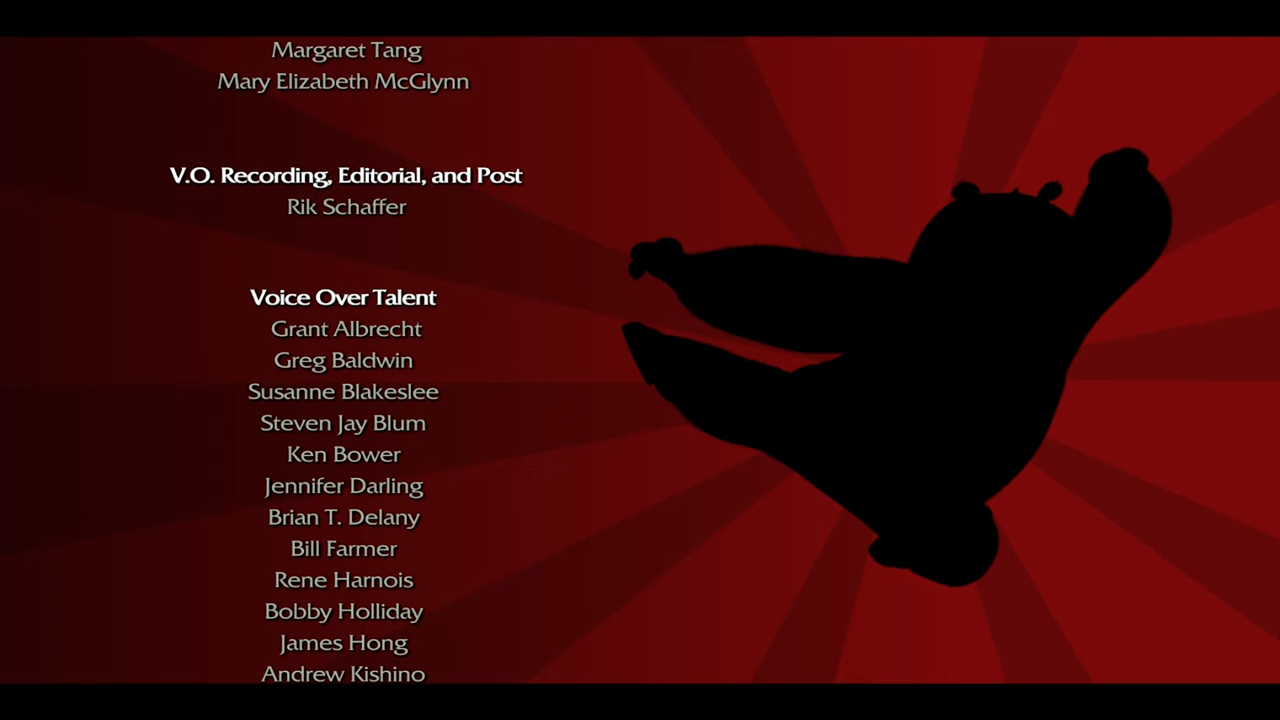 Margaret Tang
Mary Elizabeth McGlynn
V.O. Recording, Editorial, and Post
Rik Schaffer
Voice Over Talent
Grant Albrecht
Greg Baldwin
Susanne Blakeslee
Steven Jay Blum
Ken Bower
Jennifer Darling
Brian T. Delany
Bill Farmer
Rene Harnois
Bobby Holliday
James Hong
Andrew Kishino